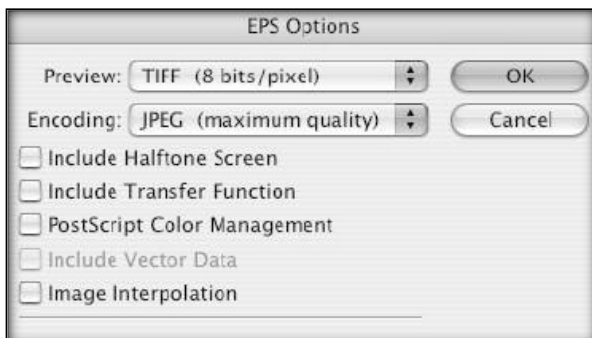 EPS Options
Preview: TIFF (8 bits/pixel) OK
Encoding: JPEG (maximum quality) Cancel
Include Halftone Screen
Include Transfer Function
PostScript Color Management
Include Vector Data
Image Interpolation